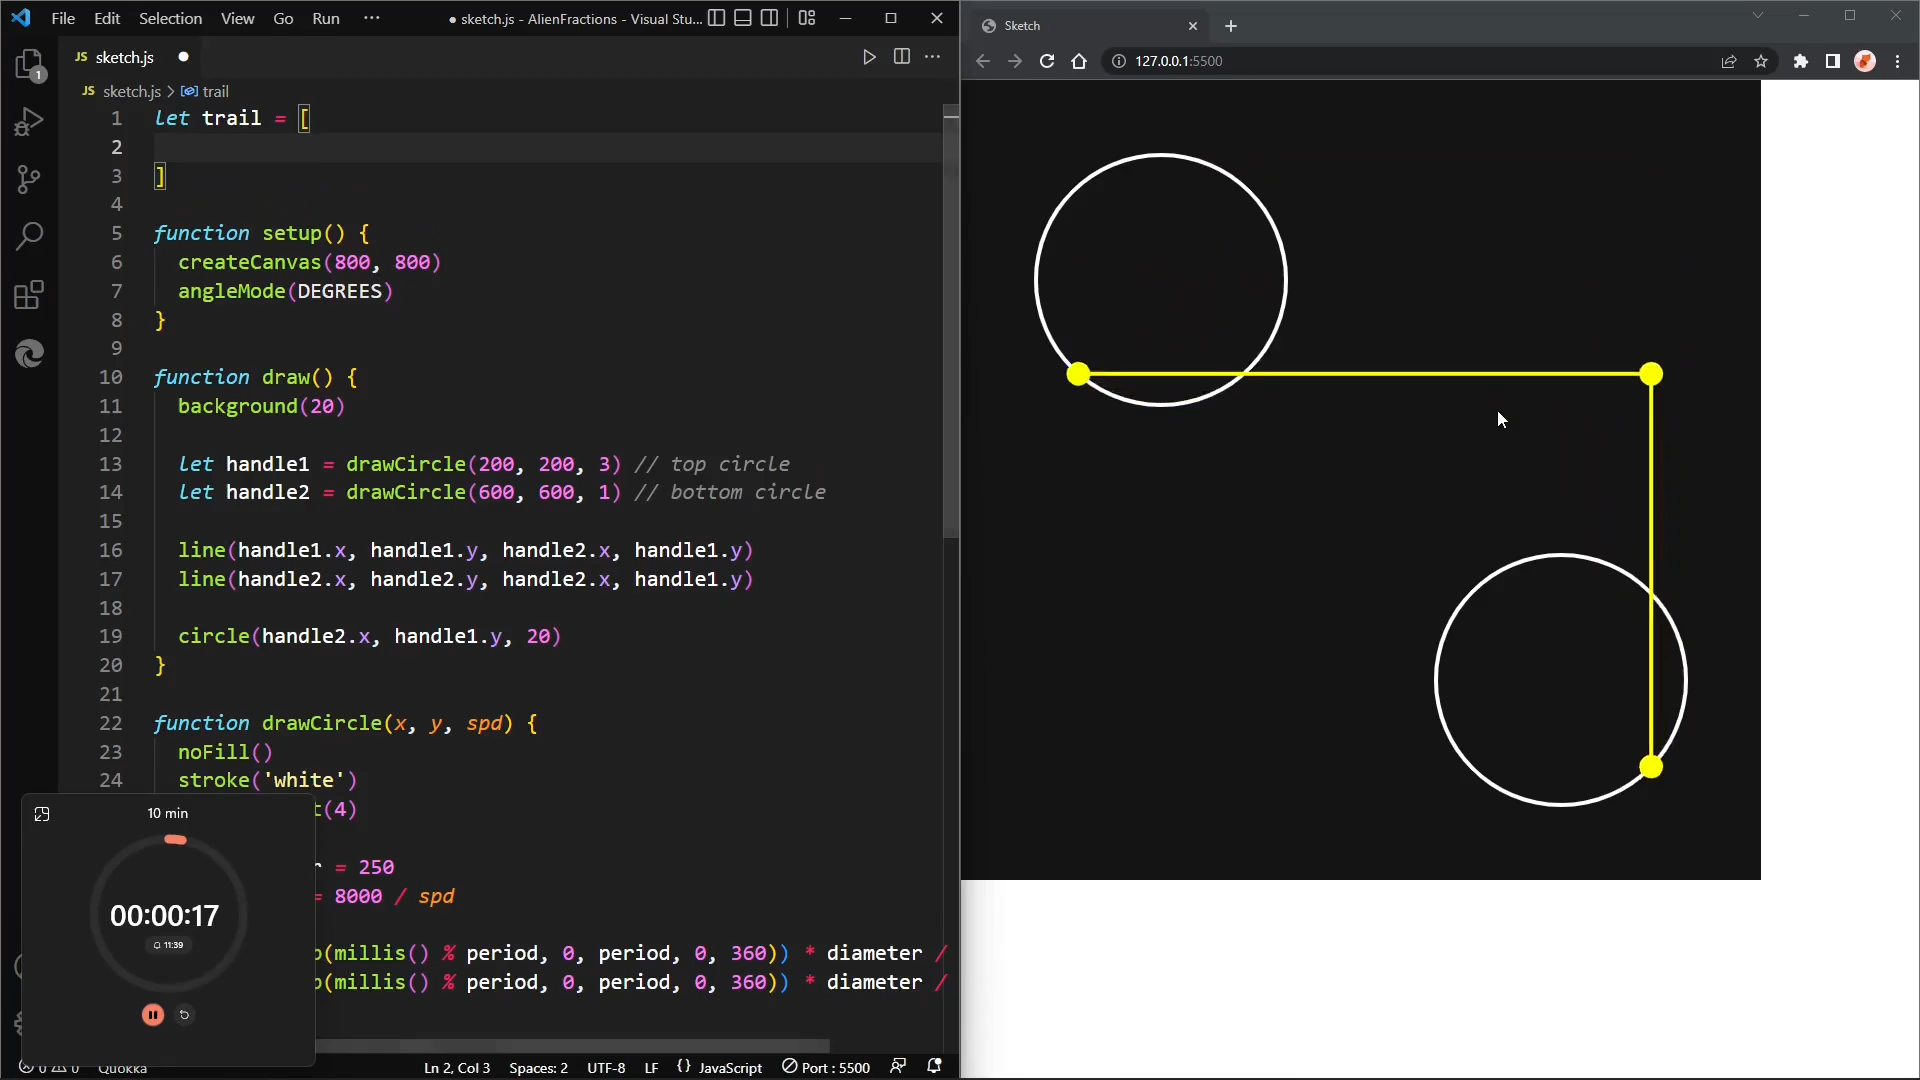 File Edit Selection View Go Run ···
● sketch.js - AlienFractions - Visual Stu...
JS sketch.js ●
JS sketch.js > trail
1 let trail = [
2
3 ]
4
5 function setup() {
6 createCanvas(800, 800)
7 angleMode(DEGREES)
8 }
9
10 function draw() {
11 background(20)
12
13 let handle1 = drawCircle(200, 200, 3) // top circle
14 let handle2 = drawCircle(600, 600, 1) // bottom circle
15
16 line(handle1.x, handle1.y, handle2.x, handle1.y)
17 line(handle2.x, handle2.y, handle2.x, handle1.y)
18
19 circle(handle2.x, handle1.y, 20)
20 }
21
22 function drawCircle(x, y, spd) {
23 noFill()
24 stroke('white')
t(4)
r = 250
= 8000 / spd
(millis() % period, 0, period, 0, 360)) * diameter /
(millis() % period, 0, period, 0, 360)) * diameter /
1
10 min
00:00:17
11:39
Quokka
Ln 2, Col 3 Spaces: 2 UTF-8 LF {} JavaScript Port : 5500
Sketch
127.0.0.1:5500